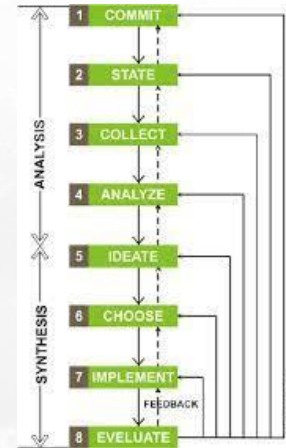 1 COMMIT
2 STATE
3 COLLECT
4 ANALYZE
5 IDEATE
6 CHOOSE
7 IMPLEMENT
FEEDBACK
8 EVELUATE
ANALYSIS
SYNTHESIS